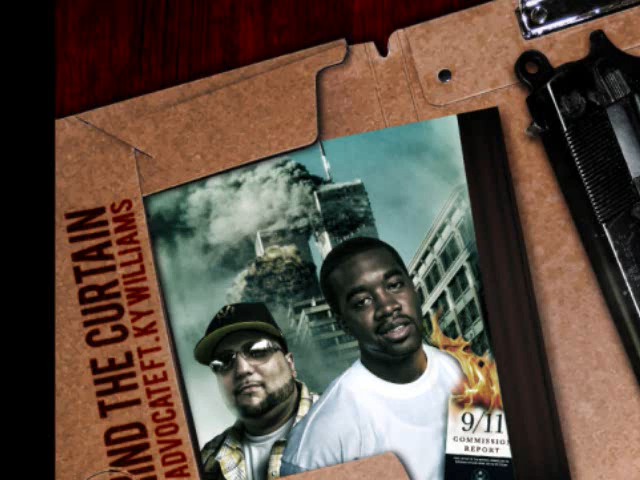 IND THE CURTAIN
ADVOCATE FT. KY WILLIAMS
9/11
COMMISSION
REPORT